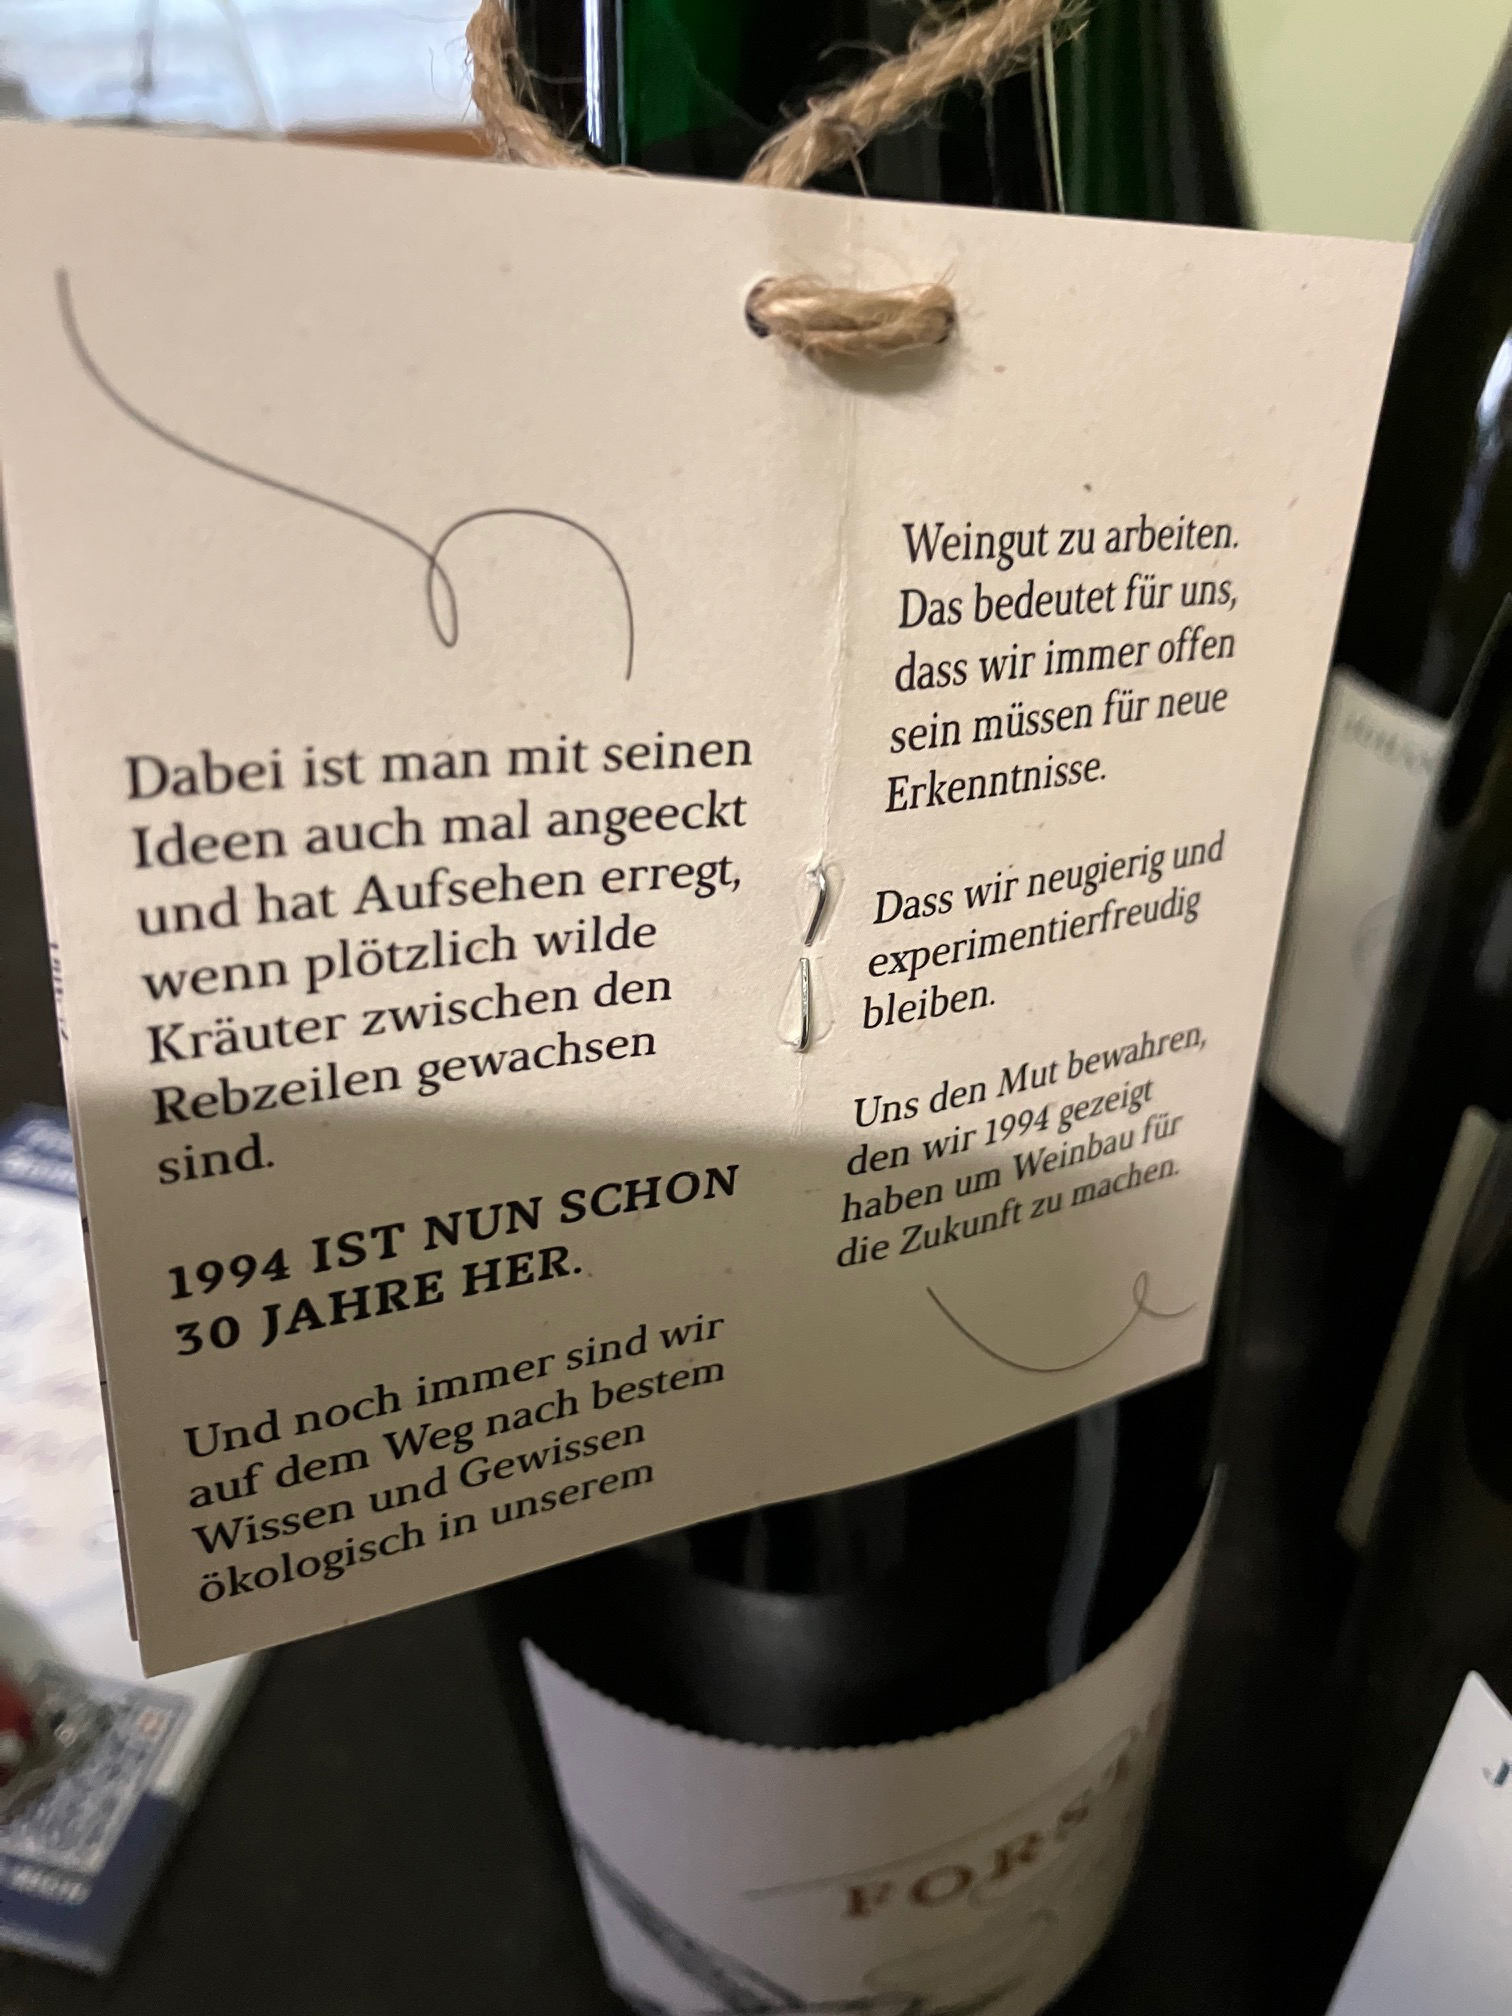 Dabei ist man mit seinen
Ideen auch mal angeeckt
und hat Aufsehen erregt,
wenn plötzlich wilde
Kräuter zwischen den
Rebzeilen gewachsen
sind.
1994 IST NUN SCHON
30 JAHRE HER.
Und noch immer sind wir
auf dem Weg nach bestem
Wissen und Gewissen
ökologisch in unserem
Weingut zu arbeiten.
Das bedeutet für uns,
dass wir immer offen
sein müssen für neue
Erkenntnisse.
Dass wir neugierig und
experimentierfreudig
bleiben.
Uns den Mut bewahren,
den wir 1994 gezeigt
haben um Weinbau für
die Zukunft zu machen.